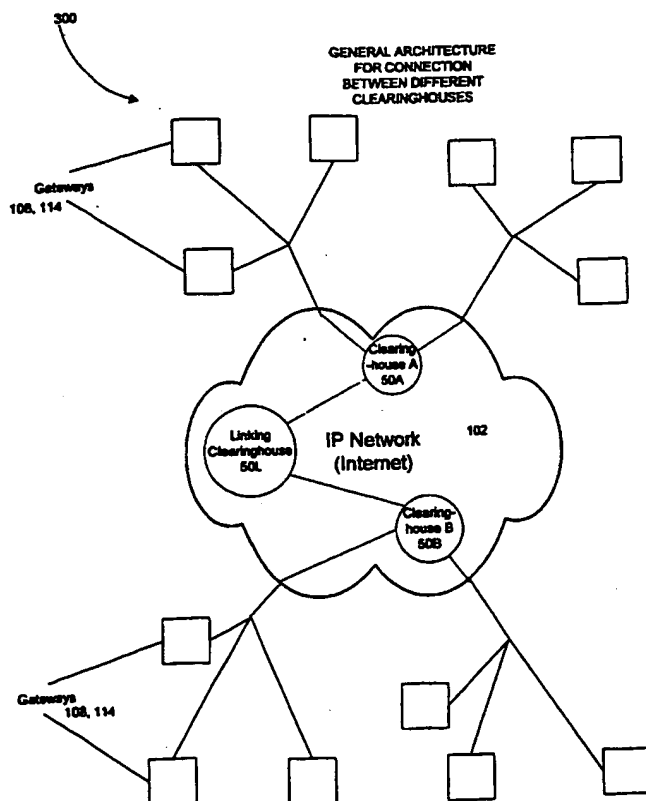 300
GENERAL ARCHITECTURE
FOR CONNECTION
BETWEEN DIFFERENT
CLEARINGHOUSES
Gateways
108, 114
Clearing
-house A
50A
Linking
Clearinghouse
50L
IP Network
(Internet)
102
Clearing-
house B
50B
Gateways
108, 114